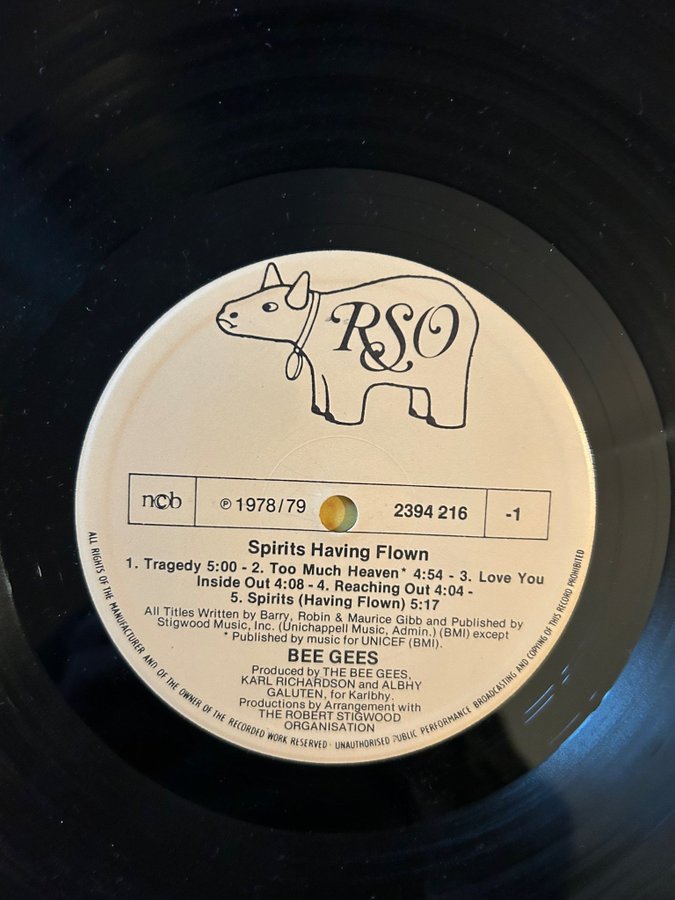 RSO
ncb ℗ 1978/79 2394 216 -1
Spirits Having Flown
1. Tragedy 5:00 - 2. Too Much Heaven* 4:54 - 3. Love You
Inside Out 4:08 - 4. Reaching Out 4:04 -
5. Spirits (Having Flown) 5:17
All Titles Written by Barry, Robin & Maurice Gibb and Published by
Stigwood Music, Inc. (Unichappell Music, Admin.) (BMI) except
* Published by music for UNICEF (BMI).
BEE GEES
Produced by THE BEE GEES,
KARL RICHARDSON and ALBHY
GALUTEN, for Karlbhy.
Productions by Arrangement with
THE ROBERT STIGWOOD
ORGANISATION
ALL RIGHTS OF THE MANUFACTURER AND OF THE OWNER OF THE RECORDED WORK RESERVED · UNAUTHORISED PUBLIC PERFORMANCE BROADCASTING AND COPYING OF THIS RECORD PROHIBITED